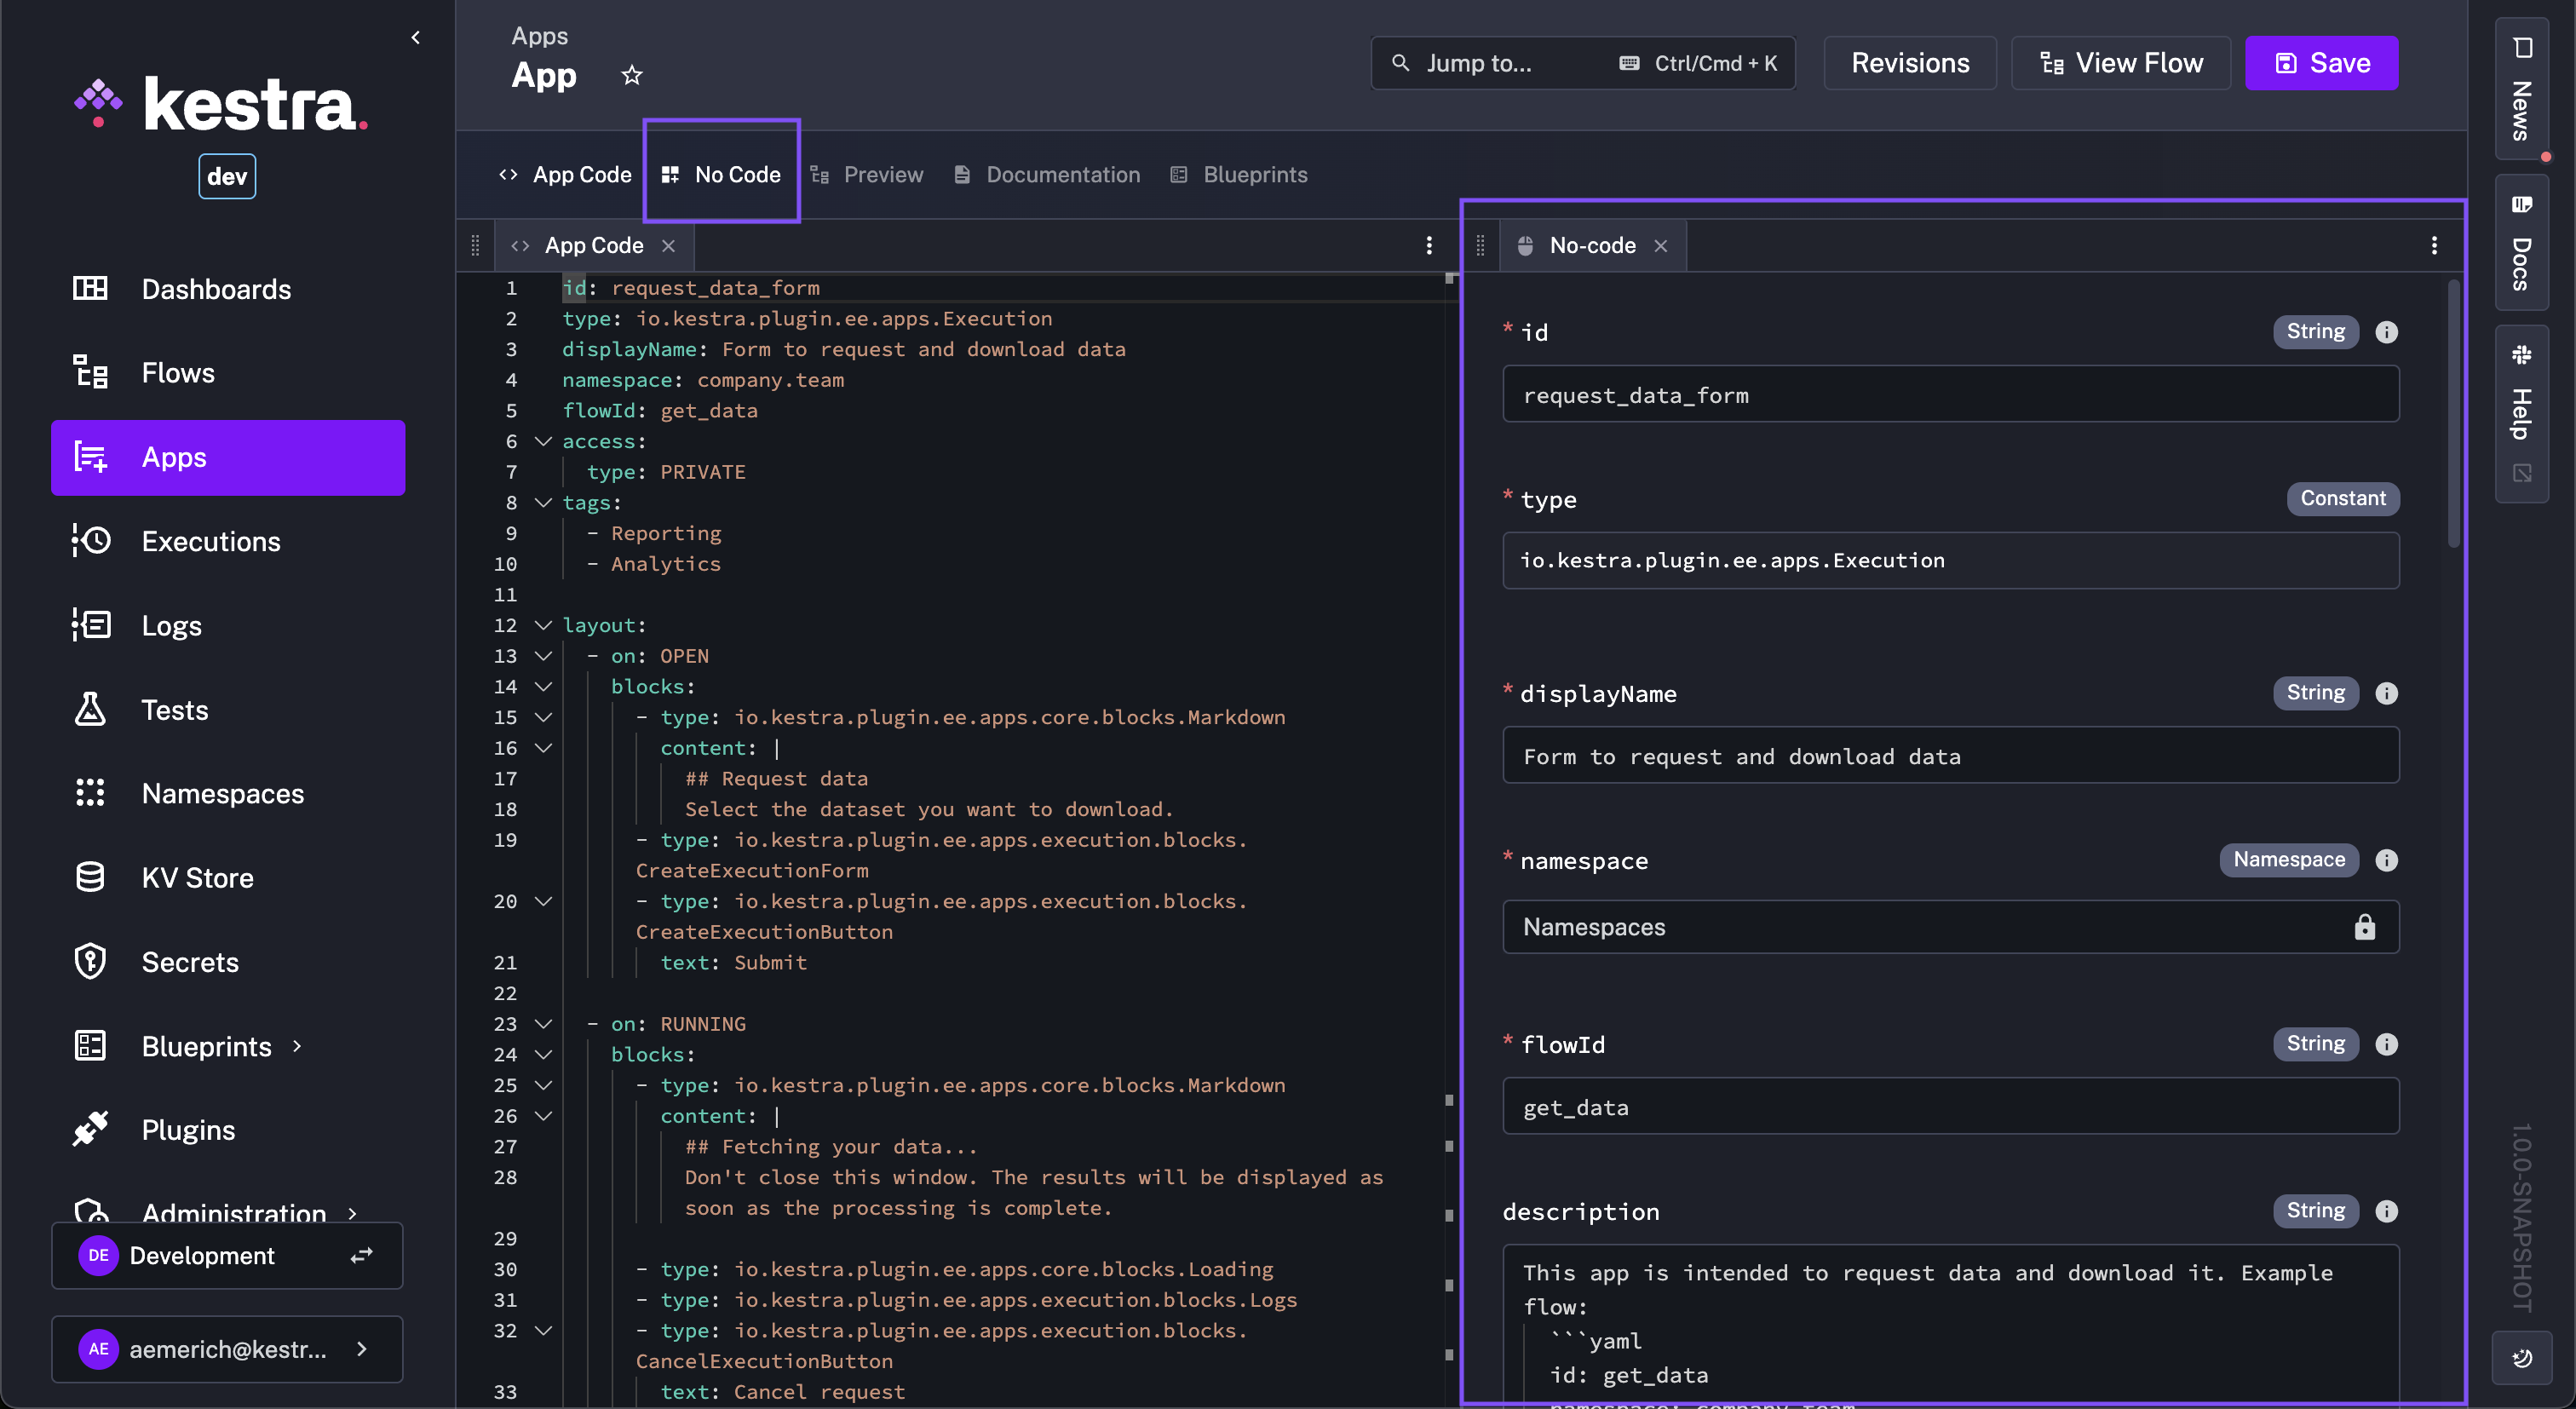 kestra.
dev
Dashboards
Flows
Apps
Executions
Logs
Tests
Namespaces
KV Store
Secrets
Blueprints
Plugins
Administration
DE Development
AE aemerich@kestr...
Apps
App
Jump to...
Ctrl/Cmd + K
Revisions
View Flow
Save
App Code
No Code
Preview
Documentation
Blueprints
App Code
1 id: request_data_form
2 type: io.kestra.plugin.ee.apps.Execution
3 displayName: Form to request and download data
4 namespace: company.team
5 flowId: get_data
6 access:
7 type: PRIVATE
8 tags:
9 - Reporting
10 - Analytics
11
12 layout:
13 - on: OPEN
14 blocks:
15 - type: io.kestra.plugin.ee.apps.core.blocks.Markdown
16 content: |
17 ## Request data
18 Select the dataset you want to download.
19 - type: io.kestra.plugin.ee.apps.execution.blocks.
CreateExecutionForm
20 - type: io.kestra.plugin.ee.apps.execution.blocks.
CreateExecutionButton
21 text: Submit
22
23 - on: RUNNING
24 blocks:
25 - type: io.kestra.plugin.ee.apps.core.blocks.Markdown
26 content: |
27 ## Fetching your data...
28 Don't close this window. The results will be displayed as
soon as the processing is complete.
29
30 - type: io.kestra.plugin.ee.apps.core.blocks.Loading
31 - type: io.kestra.plugin.ee.apps.execution.blocks.Logs
32 - type: io.kestra.plugin.ee.apps.execution.blocks.
CancelExecutionButton
33 text: Cancel request
No-code
* id
String
request_data_form
* type
Constant
io.kestra.plugin.ee.apps.Execution
* displayName
String
Form to request and download data
* namespace
Namespace
Namespaces
* flowId
String
get_data
description
String
This app is intended to request data and download it. Example
flow:
```yaml
id: get_data
namespace: company.team
News
Docs
Help
1.0.0-SNAPSHOT